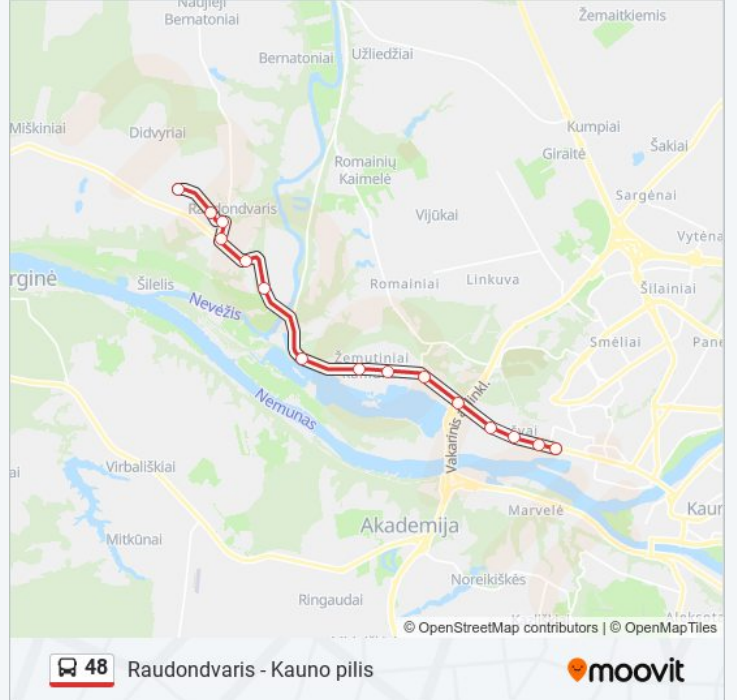 Naujieji
Bernatoniai
Žemaitkiemis
Bernatoniai
Užliedžiai
Miškiniai
Didvyriai
Kumpiai
Romainių
Kaimelė
Giraitė
Šakiai
Sargėnai
Raudondvaris
Vijūkai
Vytėna
rginė
Šilelis
Nevėžis
Romainiai
Linkuva
Šilainiai
Smėliai
Pane
Žemutiniai
Nemunas
Vakarinis
inkl.
Virbališkiai
ai
Marvelė
Kaun
Akademija
Mitkūnai
Noreikiškės
Ringaudai
© OpenStreetMap contributors | © OpenMapTiles
48 Raudondvaris - Kauno pilis
moovit